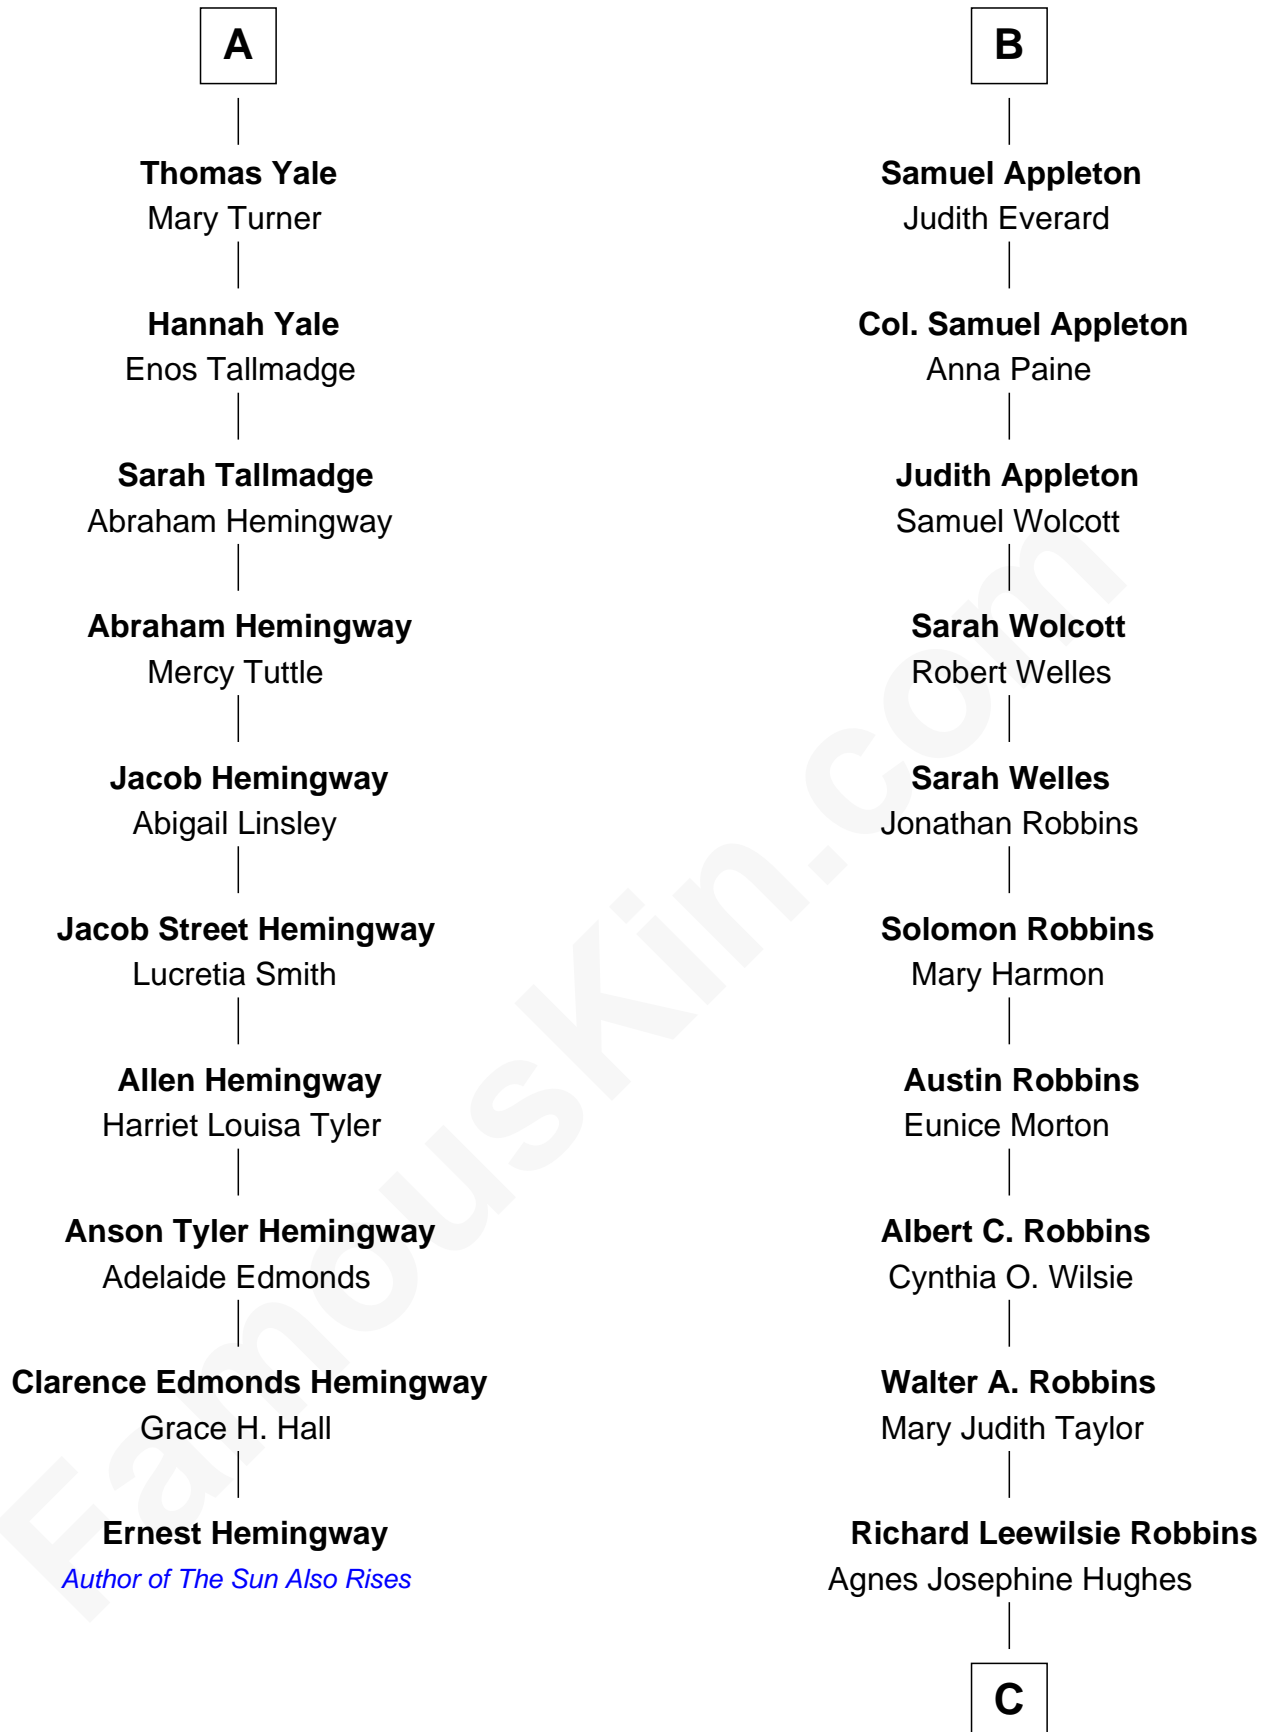 A
Thomas Yale
Mary Turner
Hannah Yale
Enos Tallmadge
Sarah Tallmadge
Abraham Hemingway
Abraham Hemingway
Mercy Tuttle
Jacob Hemingway
Abigail Linsley
Jacob Street Hemingway
Lucretia Smith
Allen Hemingway
Harriet Louisa Tyler
Anson Tyler Hemingway
Adelaide Edmonds
Clarence Edmonds Hemingway
Grace H. Hall
Ernest Hemingway
Author of The Sun Also Rises
B
Samuel Appleton
Judith Everard
Col. Samuel Appleton
Anna Paine
Judith Appleton
Samuel Wolcott
Sarah Wolcott
Robert Welles
Sarah Welles
Jonathan Robbins
Solomon Robbins
Mary Harmon
Austin Robbins
Eunice Morton
Albert C. Robbins
Cynthia O. Wilsie
Walter A. Robbins
Mary Judith Taylor
Richard Leewilsie Robbins
Agnes Josephine Hughes
C
FamousKin.com